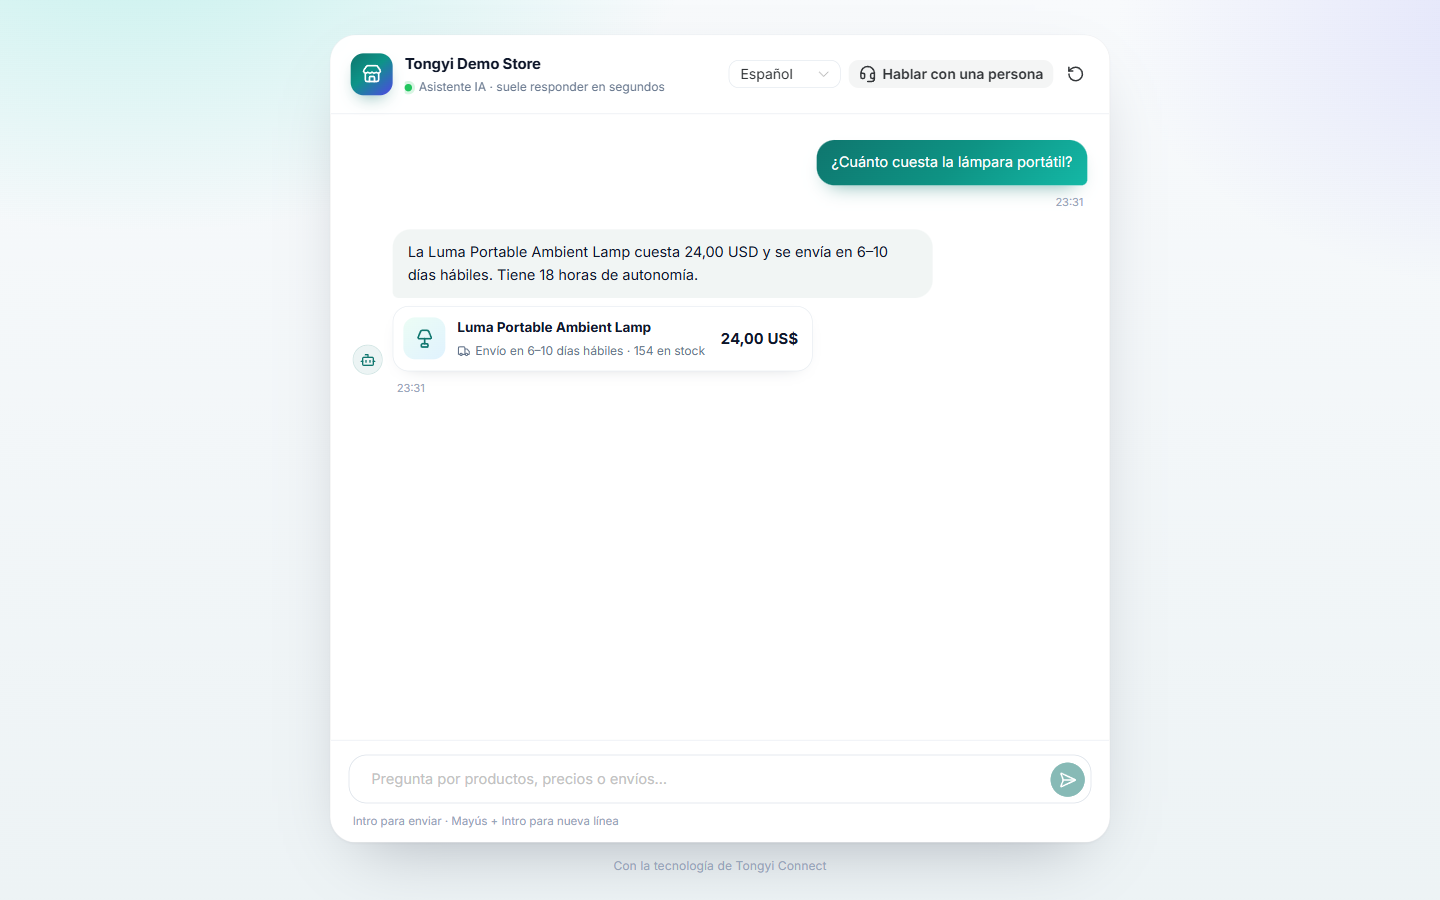 Tongyi Demo Store
Asistente IA · suele responder en segundos
Español
Hablar con una persona
¿Cuánto cuesta la lámpara portátil?
23:31
La Luma Portable Ambient Lamp cuesta 24,00 USD y se envía en 6–10
días hábiles. Tiene 18 horas de autonomía.
Luma Portable Ambient Lamp
Envío en 6–10 días hábiles · 154 en stock
24,00 US$
23:31
Pregunta por productos, precios o envíos...
Intro para enviar · Mayús + Intro para nueva línea
Con la tecnología de Tongyi Connect